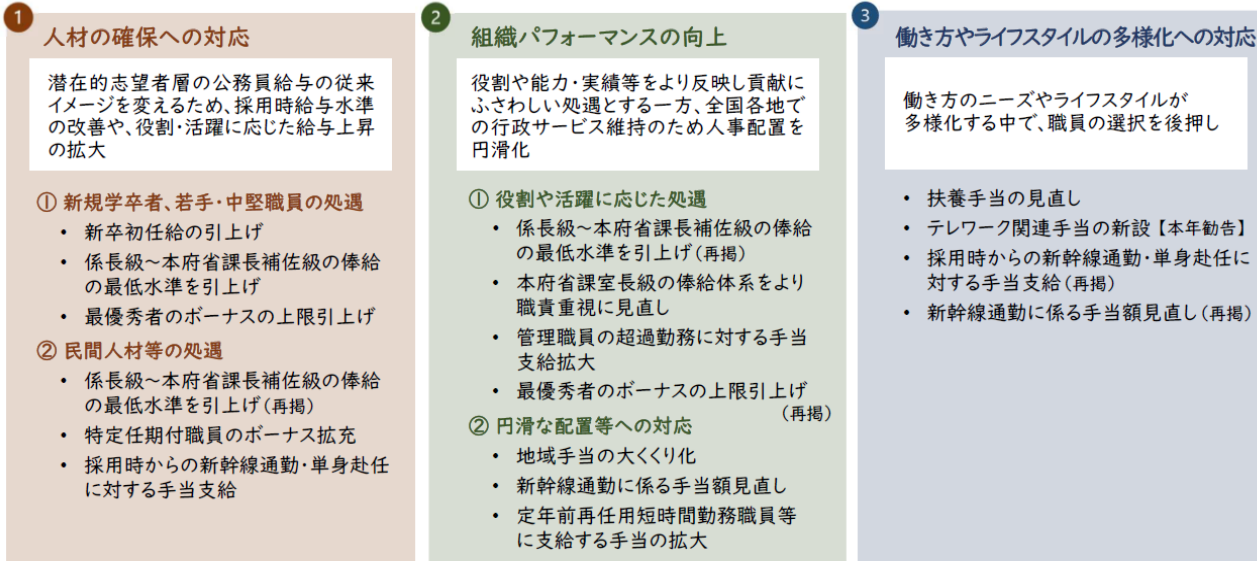 1
人材の確保への対応
潜在的志望者層の公務員給与の従来
イメージを変えるため、採用時給与水準
の改善や、役割・活躍に応じた給与上昇
の拡大
① 新規学卒者、若手・中堅職員の処遇
• 新卒初任給の引上げ
• 係長級～本府省課長補佐級の俸給
の最低水準を引上げ
• 最優秀者のボーナスの上限引上げ
② 民間人材等の処遇
• 係長級～本府省課長補佐級の俸給
の最低水準を引上げ(再掲)
• 特定任期付職員のボーナス拡充
• 採用時からの新幹線通勤・単身赴任
に対する手当支給
2
組織パフォーマンスの向上
役割や能力・実績等をより反映し貢献に
ふさわしい処遇とする一方、全国各地で
の行政サービス維持のため人事配置を
円滑化
① 役割や活躍に応じた処遇
• 係長級～本府省課長補佐級の俸給
の最低水準を引上げ(再掲)
• 本府省課室長級の俸給体系をより
職責重視に見直し
• 管理職員の超過勤務に対する手当
支給拡大
• 最優秀者のボーナスの上限引上げ
(再掲)
② 円滑な配置等への対応
• 地域手当の大くくり化
• 新幹線通勤に係る手当額見直し
• 定年前再任用短時間勤務職員等
に支給する手当の拡大
3
働き方やライフスタイルの多様化への対応
働き方のニーズやライフスタイルが
多様化する中で、職員の選択を後押し
• 扶養手当の見直し
• テレワーク関連手当の新設【本年勧告】
• 採用時からの新幹線通勤・単身赴任に
対する手当支給(再掲)
• 新幹線通勤に係る手当額見直し(再掲)